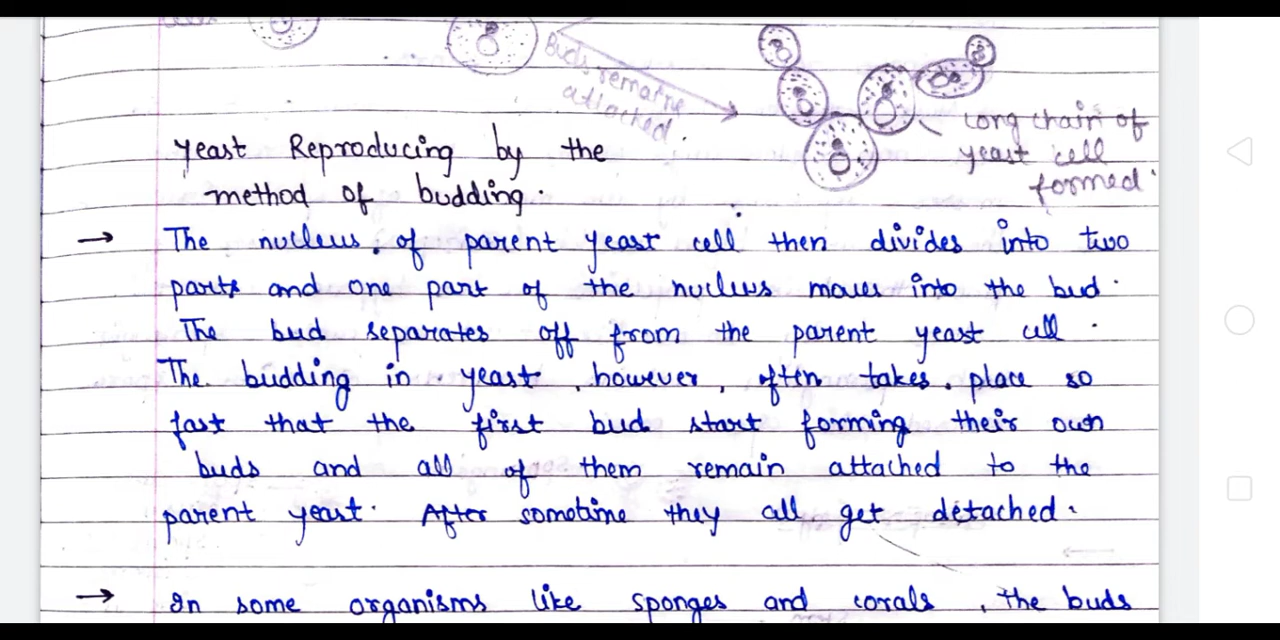 Buds remains
attached
Long chain of
yeast cell
formed.
Yeast Reproducing by the
method of budding.
→ The nucleus of parent yeast cell then divides into two
parts and one part of the nucleus moves into the bud.
The bud separates off from the parent yeast cell.
The budding in yeast, however, often takes place so
fast that the first bud start forming their own
buds and all of them remain attached to the
parent yeast. After sometime they all get detached.
→ In some organisms like sponges and corals, the buds